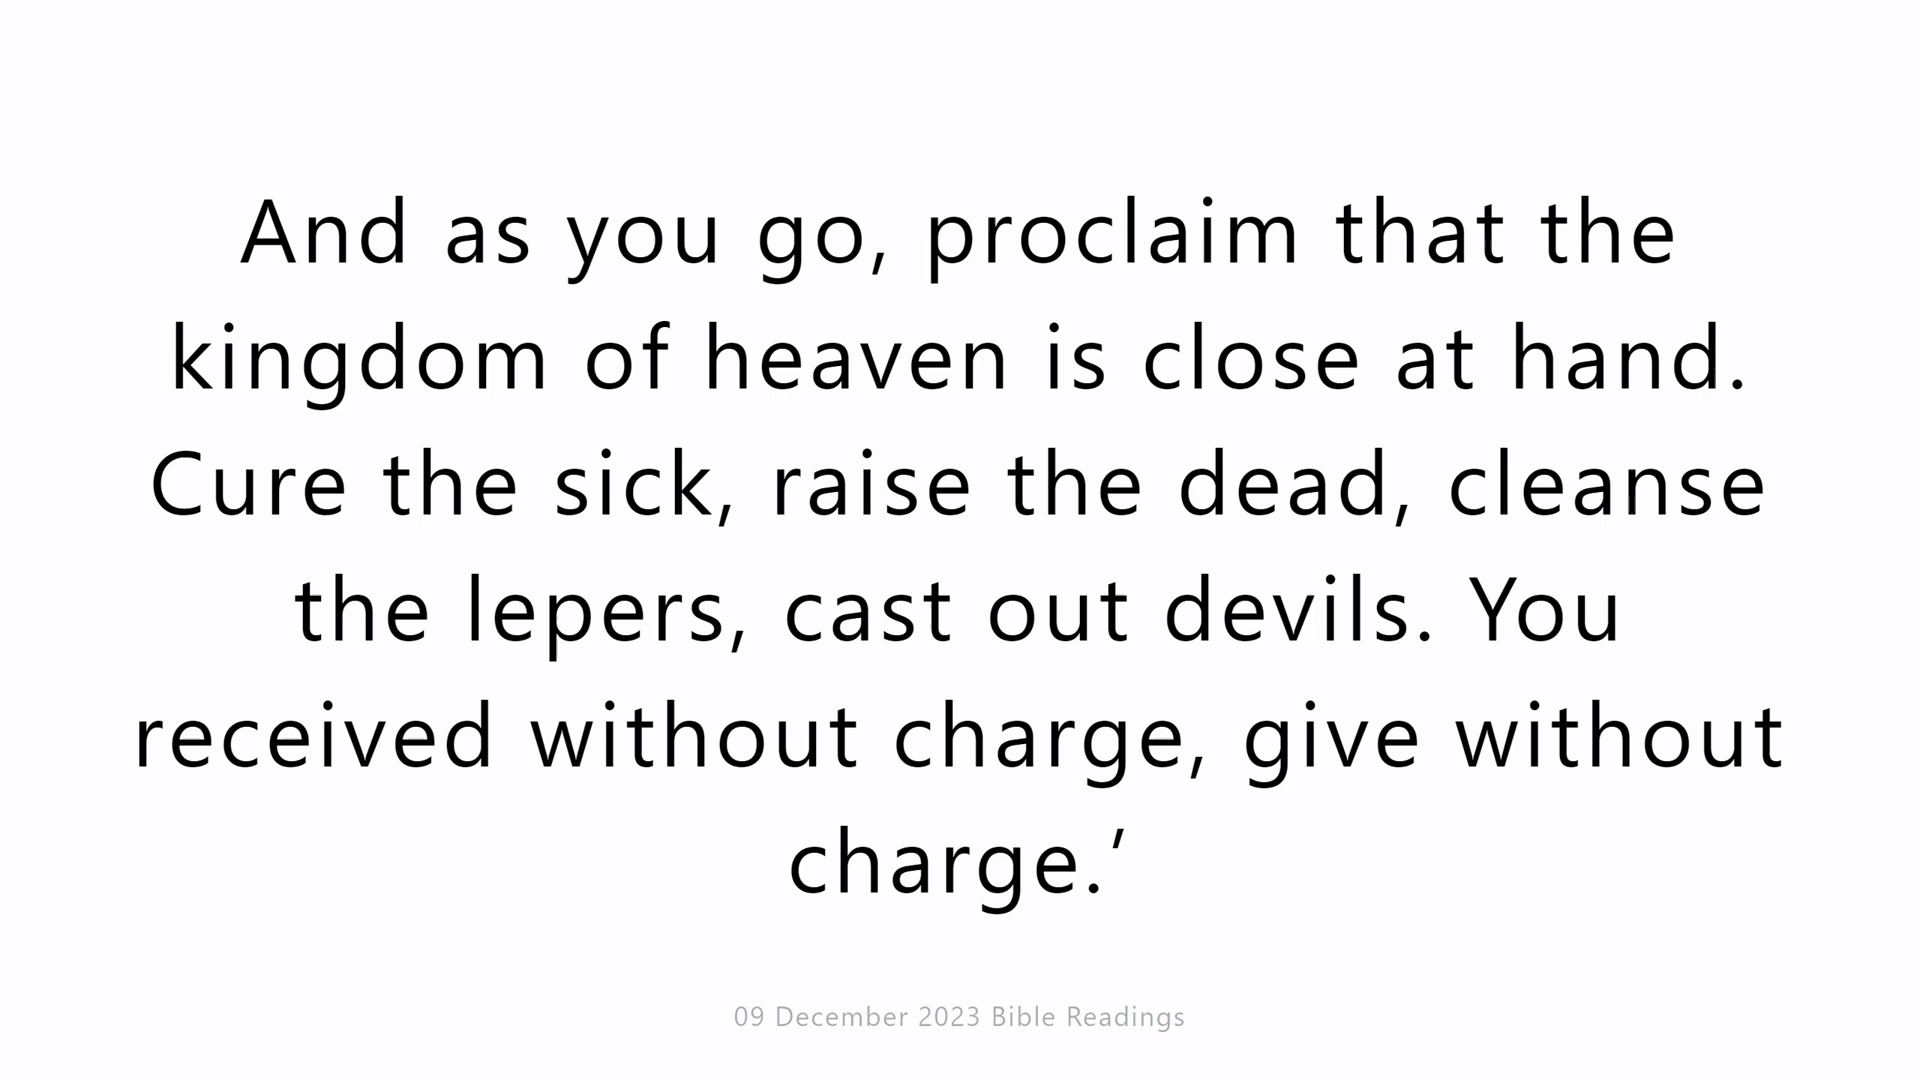 And as you go, proclaim that the
kingdom of heaven is close at hand.
Cure the sick, raise the dead, cleanse
the lepers, cast out devils. You
received without charge, give without
charge.’
09 December 2023 Bible Readings